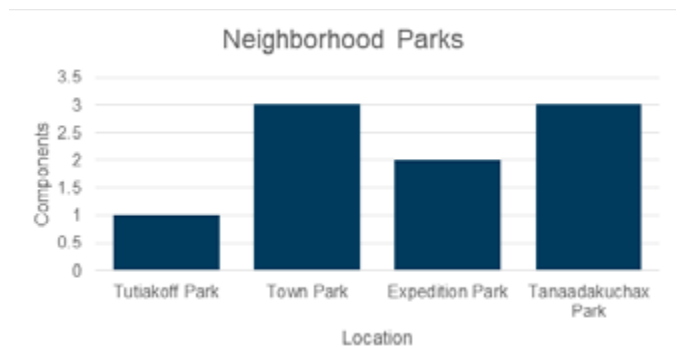 Neighborhood Parks
3.5
3
2.5
2
1.5
1
0.5
0
Components
Tutiakoff Park
Town Park
Expedition Park
Tanaadakuchax
Park
Location